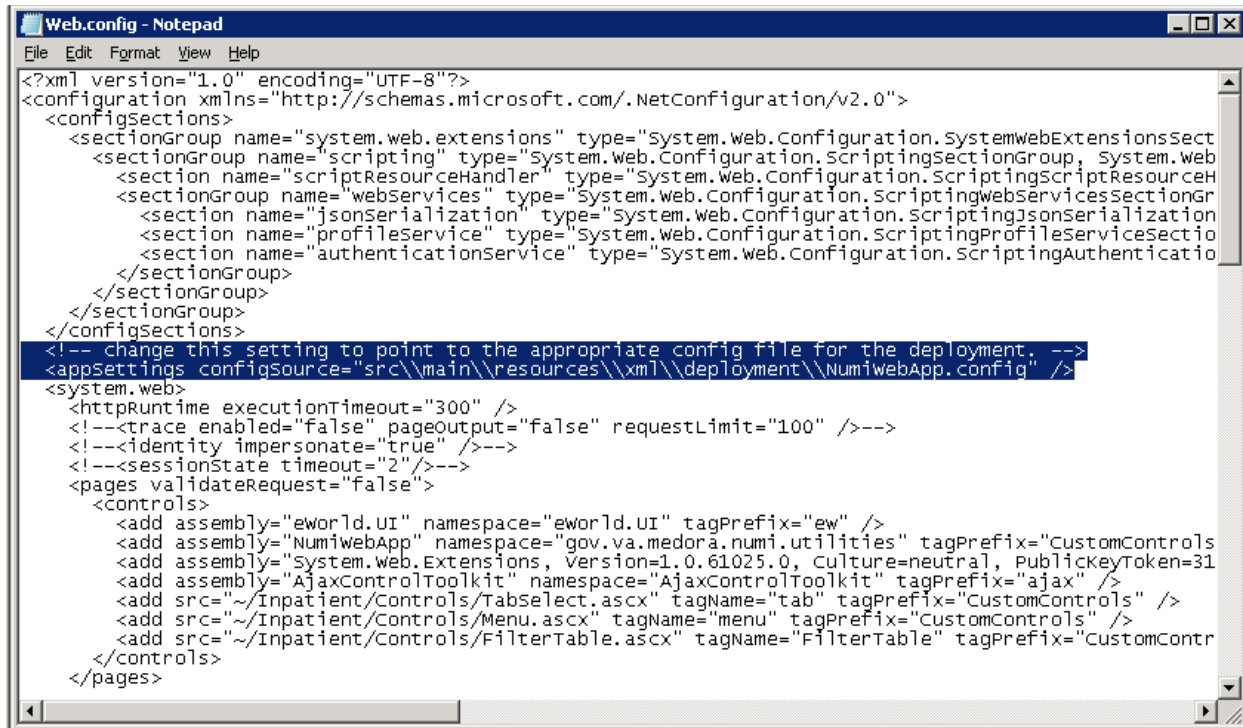 Web.config - Notepad
File Edit Format View Help
<?xml version="1.0" encoding="UTF-8"?>
<configuration xmlns="http://schemas.microsoft.com/.NetConfiguration/v2.0">
<configSections>
<sectionGroup name="system.web.extensions" type="System.Web.Configuration.SystemWebExtensionsSect
<sectionGroup name="scripting" type="System.Web.Configuration.ScriptingSectionGroup, System.Web
<section name="scriptResourceHandler" type="System.Web.Configuration.ScriptingScriptResourceH
<sectionGroup name="webServices" type="System.Web.Configuration.ScriptingWebServicesSectionGr
<section name="jsonSerialization" type="System.Web.Configuration.ScriptingJsonSerialization
<section name="profileService" type="System.Web.Configuration.ScriptingProfileServiceSectio
<section name="authenticationService" type="System.Web.Configuration.ScriptingAuthenticatio
</sectionGroup>
</sectionGroup>
</sectionGroup>
</configSections>
<!-- change this setting to point to the appropriate config file for the deployment. -->
<appSettings configSource="src\\main\\resources\\xml\\deployment\\NumiWebApp.config" />
<system.web>
<httpRuntime executionTimeout="300" />
<!--<trace enabled="false" pageOutput="false" requestLimit="100" />-->
<!--<identity impersonate="true" />-->
<!--<sessionState timeout="2"/>-->
<pages validateRequest="false">
<controls>
<add assembly="eWorld.UI" namespace="eWorld.UI" tagPrefix="ew" />
<add assembly="NumiWebApp" namespace="gov.va.medora.numi.utilities" tagPrefix="CustomControls
<add assembly="System.Web.Extensions, Version=1.0.61025.0, Culture=neutral, PublicKeyToken=31
<add assembly="AjaxControlToolkit" namespace="AjaxControlToolkit" tagPrefix="ajax" />
<add src="~/Inpatient/Controls/TabSelect.ascx" tagName="tab" tagPrefix="CustomControls" />
<add src="~/Inpatient/Controls/Menu.ascx" tagName="menu" tagPrefix="CustomControls" />
<add src="~/Inpatient/Controls/FilterTable.ascx" tagName="FilterTable" tagPrefix="CustomContr
</controls>
</pages>